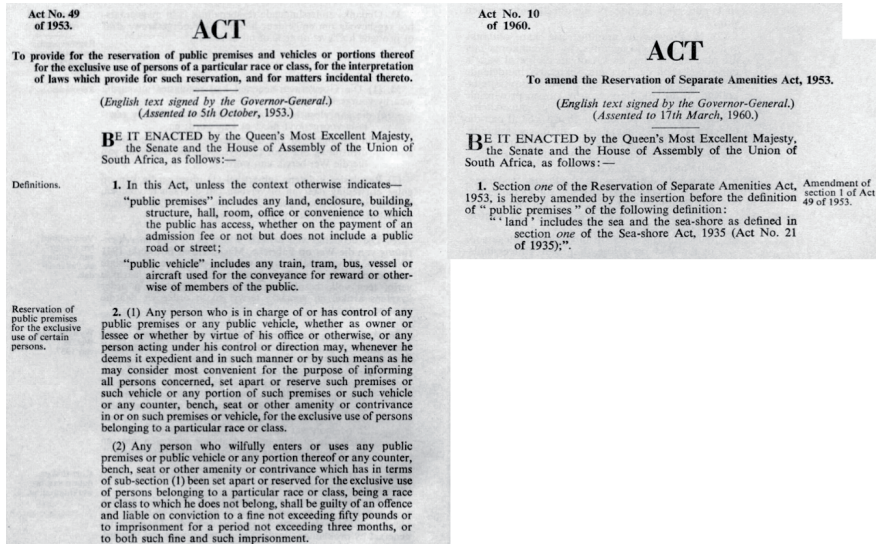 Act No. 49
of 1953.
ACT
To provide for the reservation of public premises and vehicles or portions thereof
for the exclusive use of persons of a particular race or class, for the interpretation
of laws which provide for such reservation, and for matters incidental thereto.
(English text signed by the Governor-General.)
(Assented to 5th October, 1953.)
BE IT ENACTED by the Queen's Most Excellent Majesty,
the Senate and the House of Assembly of the Union of
South Africa, as follows:—
Definitions.
1. In this Act, unless the context otherwise indicates—
"public premises" includes any land, enclosure, building,
structure, hall, room, office or convenience to which
the public has access, whether on the payment of an
admission fee or not but does not include a public
road or street;
"public vehicle" includes any train, tram, bus, vessel or
aircraft used for the conveyance for reward or other-
wise of members of the public.
Reservation of
public premises
for the exclusive
use of certain
persons.
2. (1) Any person who is in charge of or has control of any
public premises or any public vehicle, whether as owner or
lessee or whether by virtue of his office or otherwise, or any
person acting under his control or direction may, whenever he
deems it expedient and in such manner or by such means as he
may consider most convenient for the purpose of informing
all persons concerned, set apart or reserve such premises or
such vehicle or any portion of such premises or such vehicle
or any counter, bench, seat or other amenity or contrivance
in or on such premises or vehicle, for the exclusive use of persons
belonging to a particular race or class.
(2) Any person who wilfully enters or uses any public
premises or public vehicle or any portion thereof or any counter,
bench, seat or other amenity or contrivance which has in terms
of sub-section (1) been set apart or reserved for the exclusive use
of persons belonging to a particular race or class, being a race
or class to which he does not belong, shall be guilty of an offence
and liable on conviction to a fine not exceeding fifty pounds or
to imprisonment for a period not exceeding three months, or
to both such fine and such imprisonment.
Act No. 10
of 1960.
ACT
To amend the Reservation of Separate Amenities Act, 1953.
(English text signed by the Governor-General.)
(Assented to 17th March, 1960.)
BE IT ENACTED by the Queen's Most Excellent Majesty,
the Senate and the House of Assembly of the Union of
South Africa, as follows:—
1. Section one of the Reservation of Separate Amenities Act,
1953, is hereby amended by the insertion before the definition
of "public premises" of the following definition:
"'land' includes the sea and the sea-shore as defined in
section one of the Sea-shore Act, 1935 (Act No. 21
of 1935);".
Amendment of
section 1 of Act
49 of 1953.